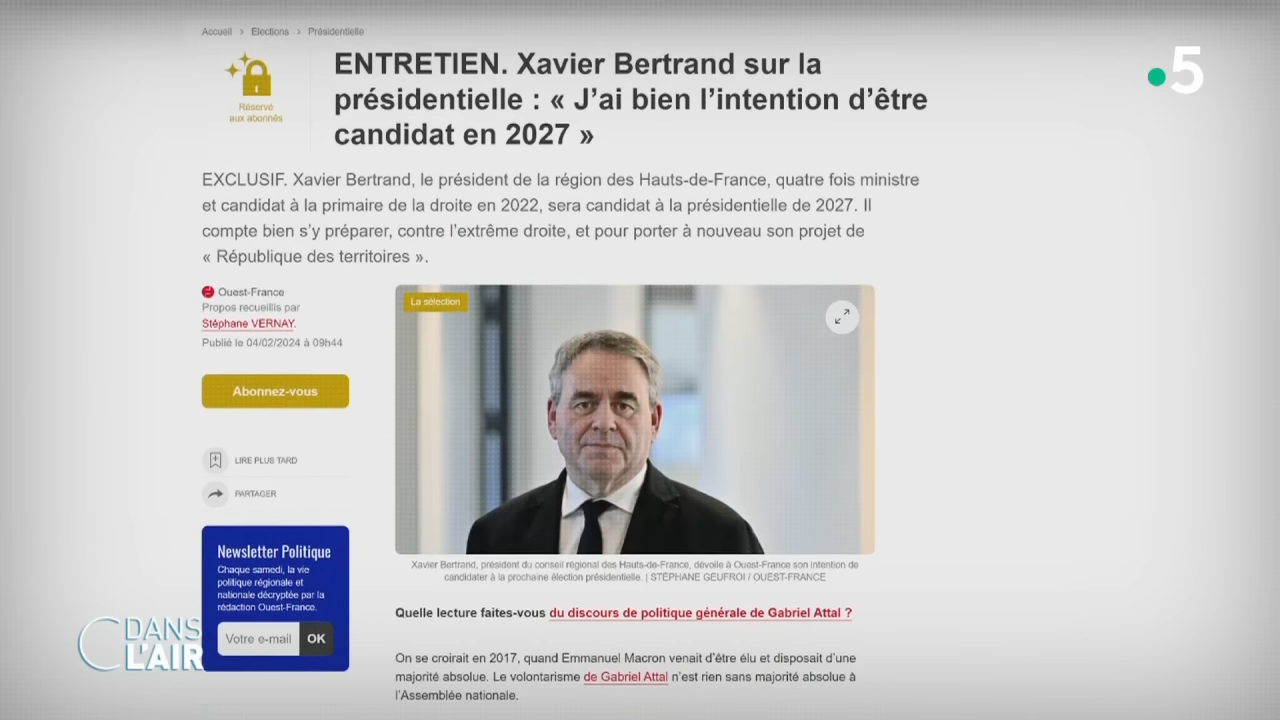 Accueil > Elections > Présidentielle
Réservé
aux abonnés
ENTRETIEN. Xavier Bertrand sur la
présidentielle : « J'ai bien l'intention d'être
candidat en 2027 »
5
EXCLUSIF. Xavier Bertrand, le président de la région des Hauts-de-France, quatre fois ministre
et candidat à la primaire de la droite en 2022, sera candidat à la présidentielle de 2027. Il
compte bien s'y préparer, contre l'extrême droite, et pour porter à nouveau son projet de
« République des territoires ».
Ouest-France
Propos recueillis par
Stéphane VERNAY.
Publié le 04/02/2024 à 09h44
Abonnez-vous
LIRE PLUS TARD
PARTAGER
Newsletter Politique
Chaque samedi, la vie
politique régionale et
nationale décryptée par la
rédaction Ouest-France.
Votre e-mail OK
La sélection
Xavier Bertrand, président du conseil régional des Hauts-de-France, dévoile à Ouest-France son intention de
candidater à la prochaine élection présidentielle. | STÉPHANE GEUFROI / OUEST-FRANCE
Quelle lecture faites-vous du discours de politique générale de Gabriel Attal ?
On se croirait en 2017, quand Emmanuel Macron venait d'être élu et disposait d'une
majorité absolue. Le volontarisme de Gabriel Attal n'est rien sans majorité absolue à
l'Assemblée nationale.
C DANS
L'AIR